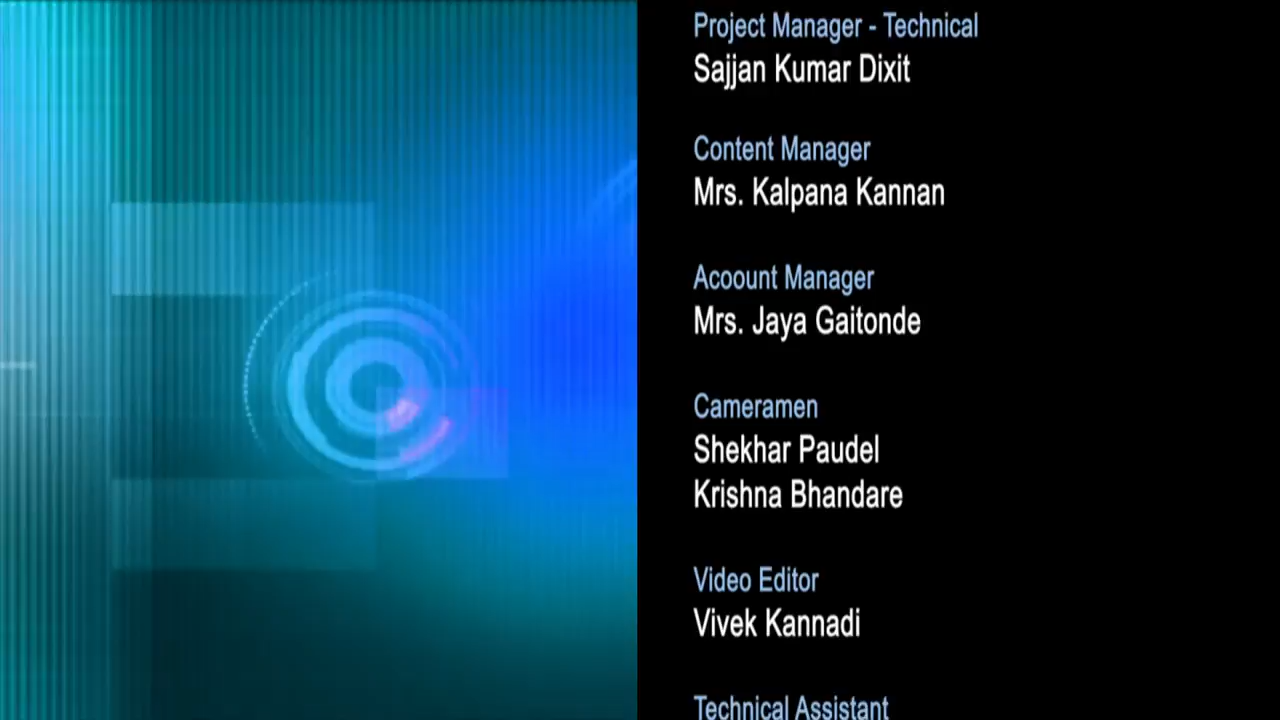 Project Manager - Technical
Sajjan Kumar Dixit
Content Manager
Mrs. Kalpana Kannan
Acoount Manager
Mrs. Jaya Gaitonde
Cameramen
Shekhar Paudel
Krishna Bhandare
Video Editor
Vivek Kannadi
Technical Assistant